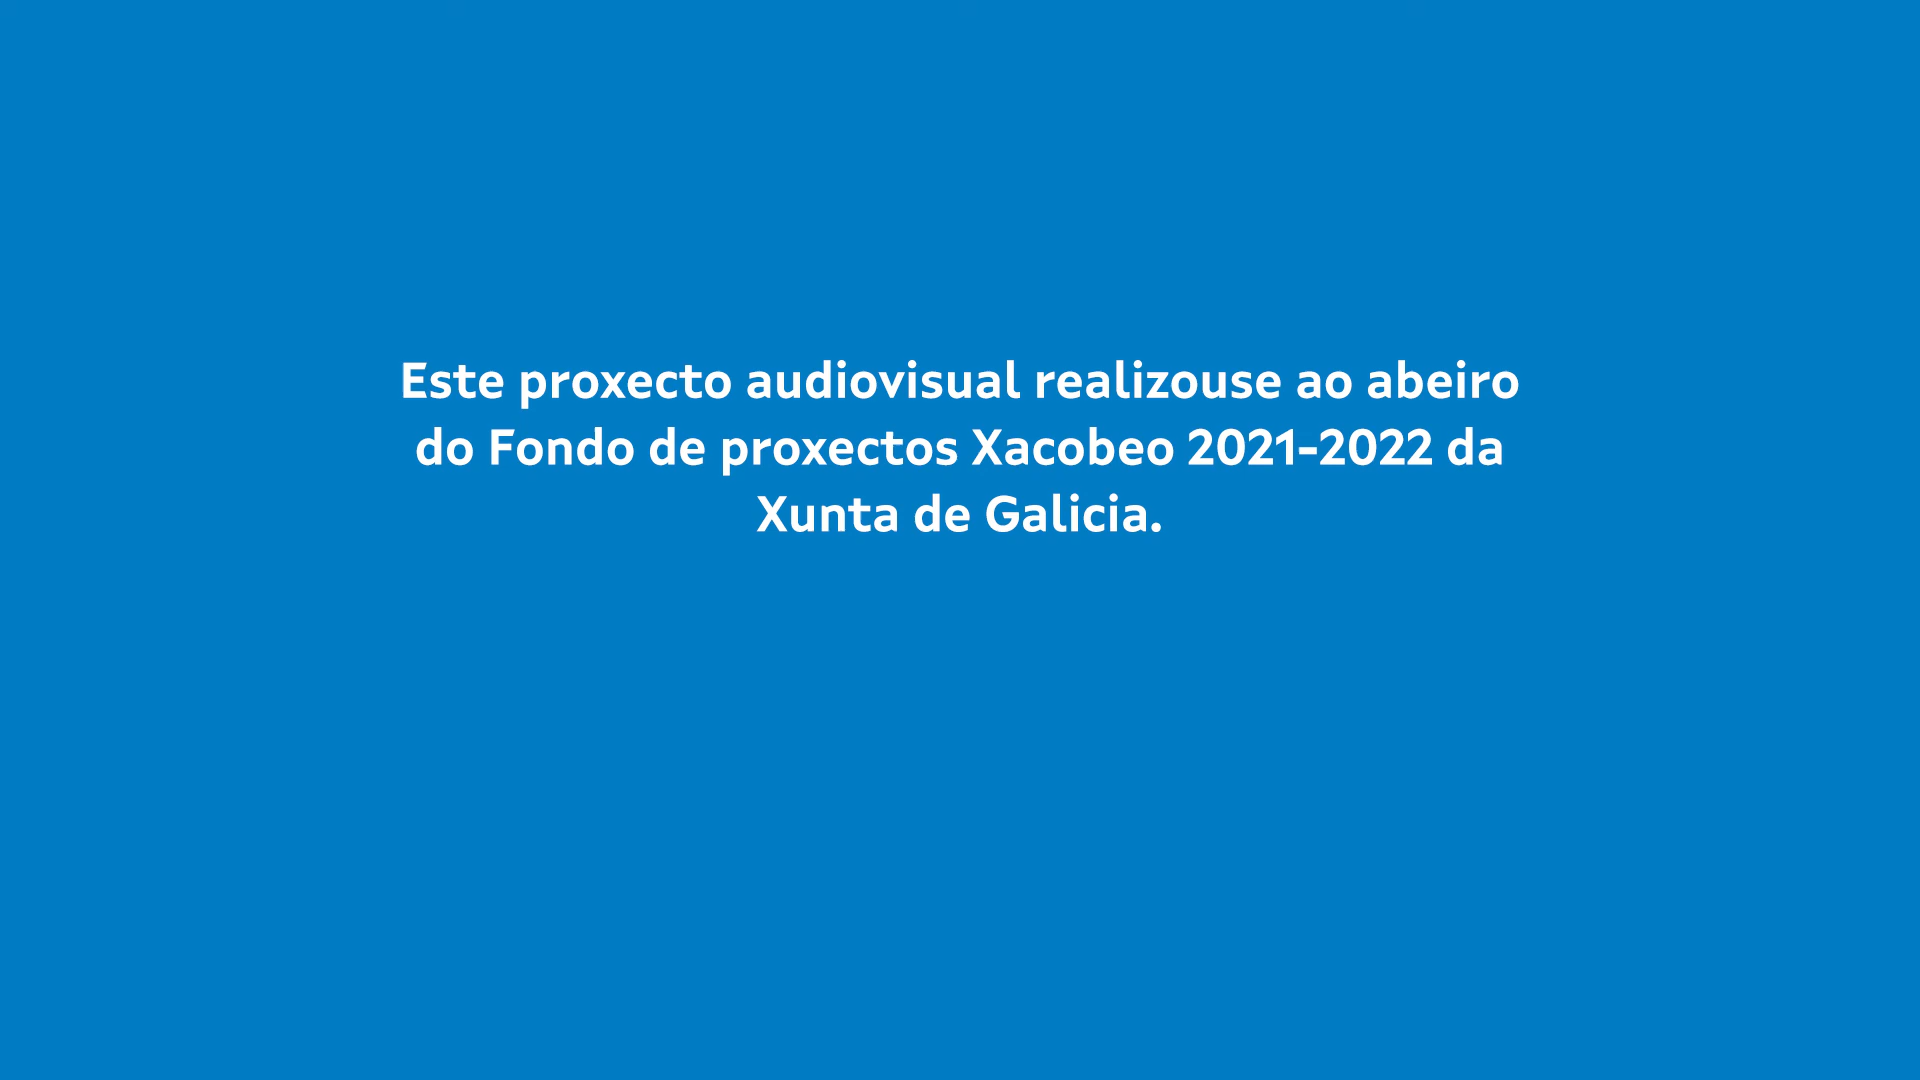 Este proxecto audiovisual realizouse ao abeiro
do Fondo de proxectos Xacobeo 2021-2022 da
Xunta de Galicia.